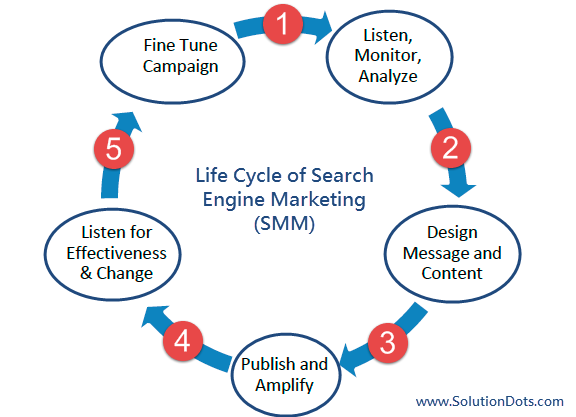 Fine Tune
Campaign
1
Listen,
Monitor,
Analyze
2
Design
Message and
Content
3
Publish and
Amplify
4
Listen for
Effectiveness
& Change
5
Life Cycle of Search
Engine Marketing
(SMM)
www.SolutionDots.com